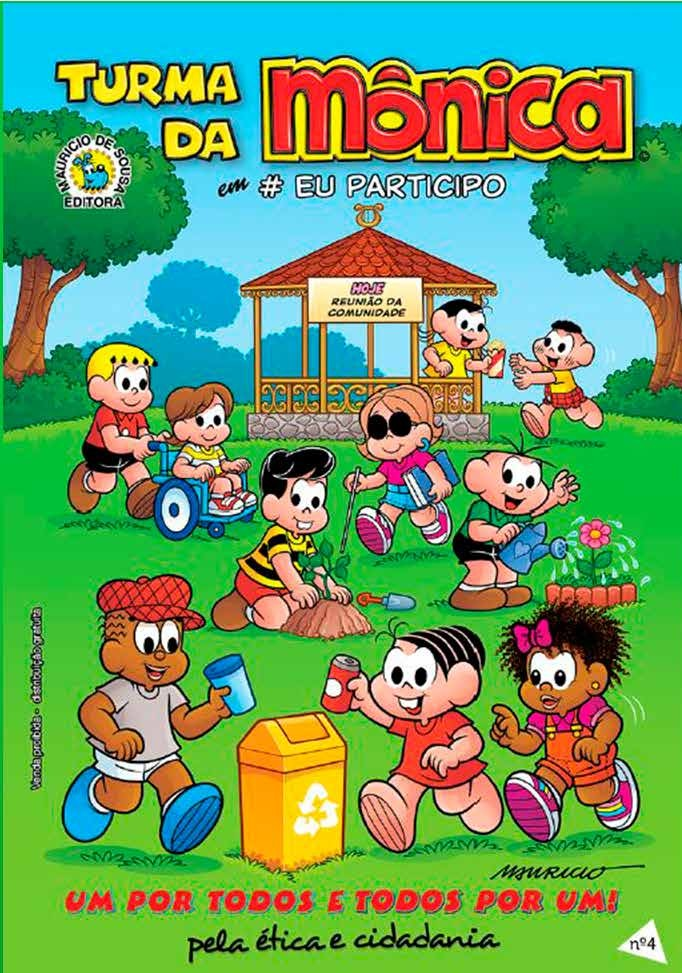 TURMA
DA
MÔNICA
em # EU PARTICIPO
MAURICIO DE SOUSA
EDITORA
HOJE
REUNIÃO DA
COMUNIDADE
Venda proibida - distribuição gratuita
MAURICIO
UM POR TODOS E TODOS POR UM!
pela ética e cidadania
nº4